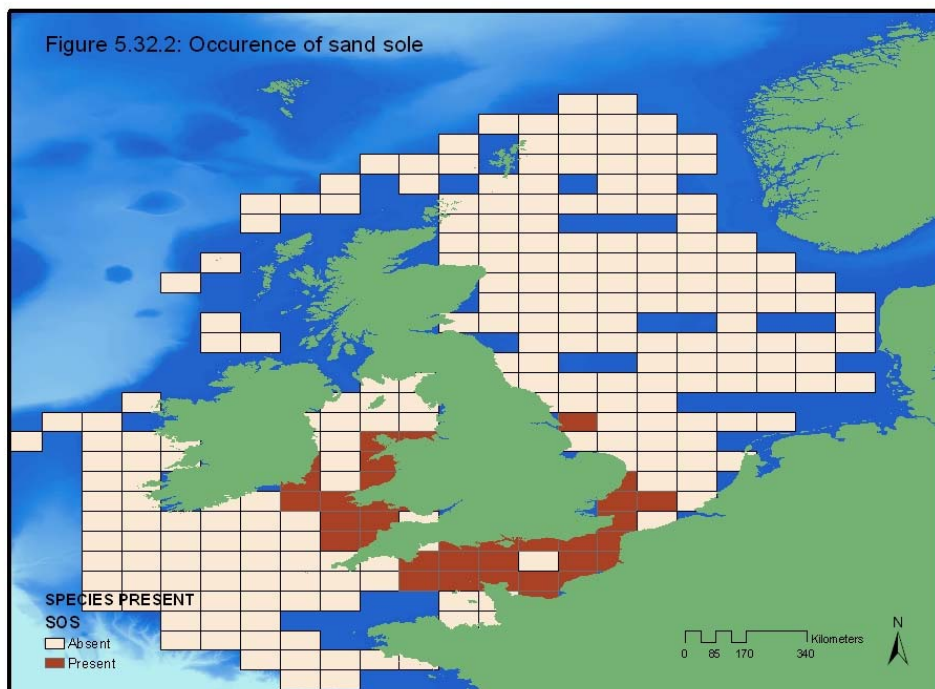 Figure 5.32.2: Occurence of sand sole
SPECIES PRESENT
SOS
Absent
Present
N
Kilometers
0 85 170 340